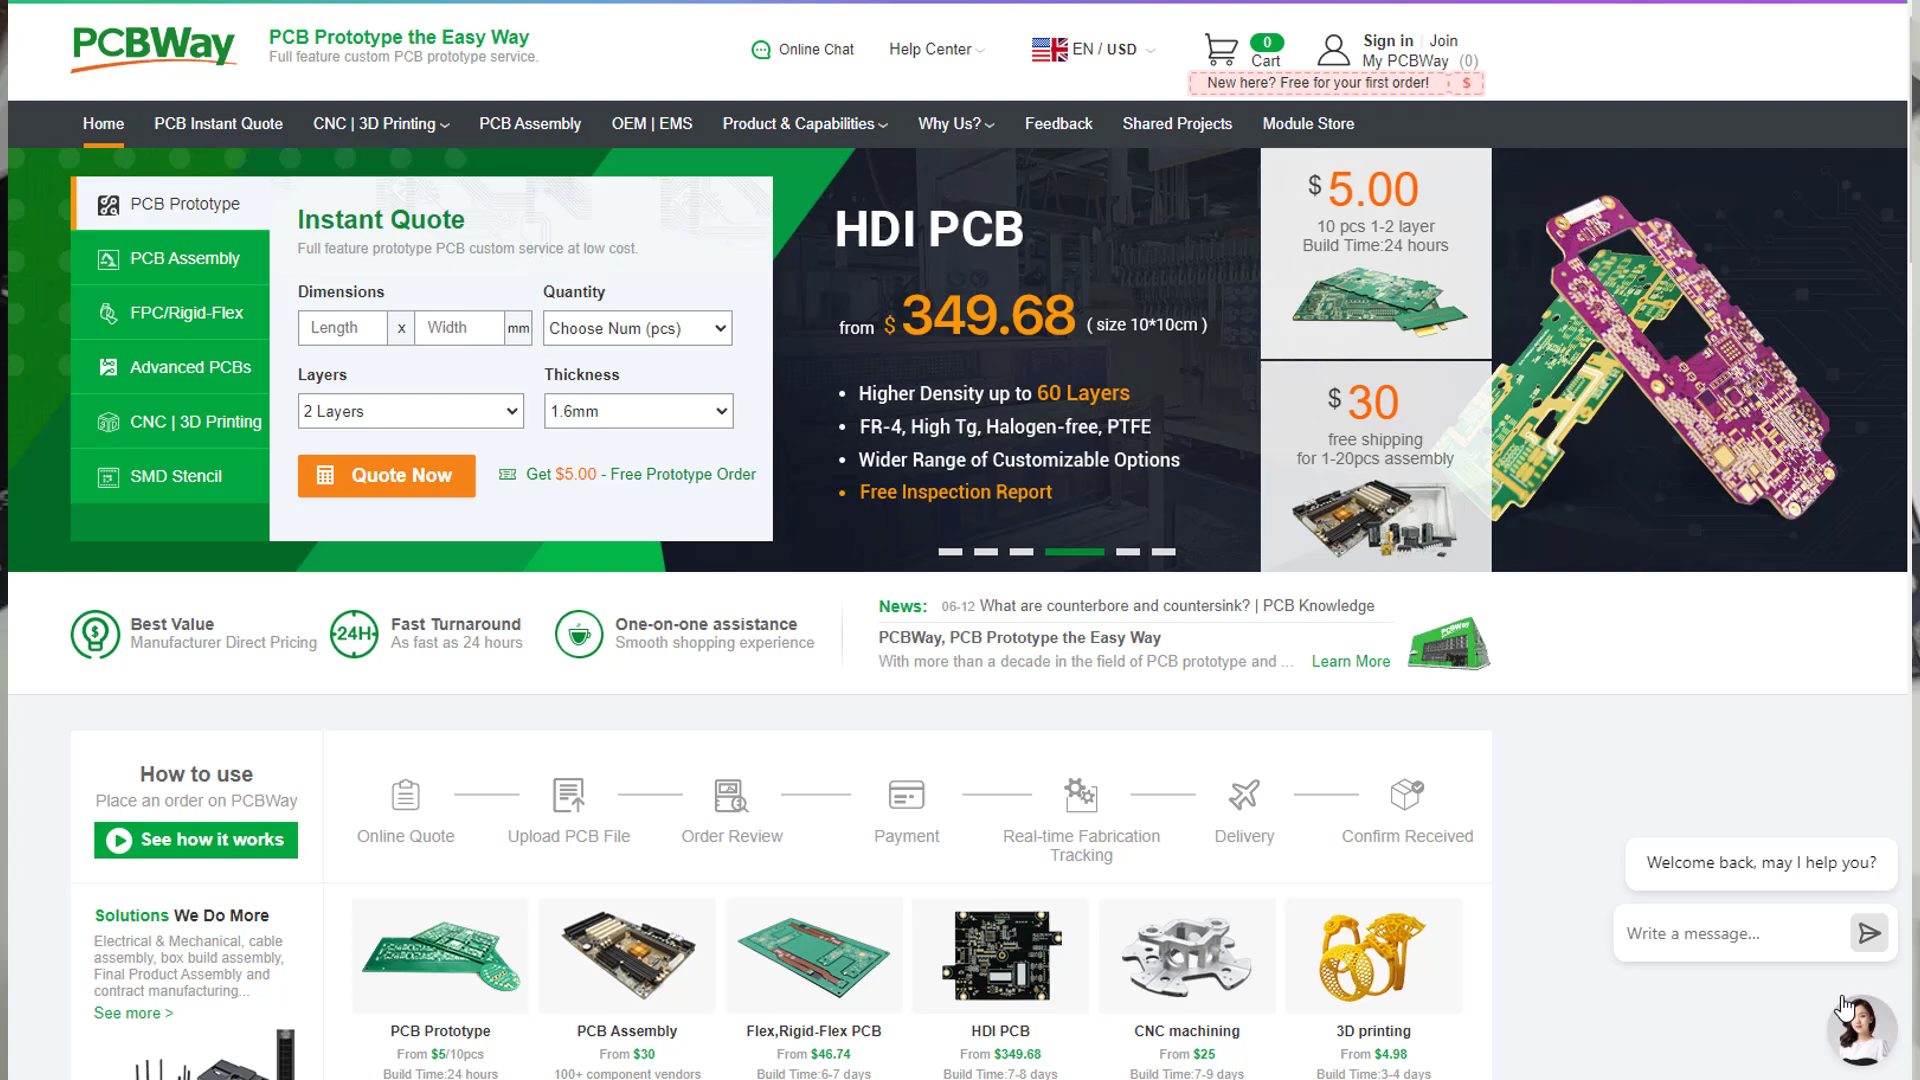 PCBWay
PCB Prototype the Easy Way
Full feature custom PCB prototype service.
Online Chat
Help Center
EN / USD
0
Cart
Sign in | Join
My PCBWay (0)
New here? Free for your first order! $
Home
PCB Instant Quote
CNC | 3D Printing
PCB Assembly
OEM | EMS
Product & Capabilities
Why Us?
Feedback
Shared Projects
Module Store
PCB Prototype
PCB Assembly
FPC/Rigid-Flex
Advanced PCBs
CNC | 3D Printing
SMD Stencil
Instant Quote
Full feature prototype PCB custom service at low cost.
Dimensions
Quantity
Length x Width mm
Choose Num (pcs)
Layers
Thickness
2 Layers
1.6mm
Quote Now
Get $5.00 - Free Prototype Order
HDI PCB
from $ 349.68 ( size 10*10cm )
• Higher Density up to 60 Layers
• FR-4, High Tg, Halogen-free, PTFE
• Wider Range of Customizable Options
• Free Inspection Report
$ 5.00
10 pcs 1-2 layer
Build Time:24 hours
$ 30
free shipping
for 1-20pcs assembly
Best Value
Manufacturer Direct Pricing
24H
Fast Turnaround
As fast as 24 hours
One-on-one assistance
Smooth shopping experience
News: 06-12 What are counterbore and countersink? | PCB Knowledge
PCBWay, PCB Prototype the Easy Way
With more than a decade in the field of PCB prototype and ... Learn More
PCBWay
How to use
Place an order on PCBWay
See how it works
Online Quote
Upload PCB File
Order Review
Payment
Real-time Fabrication
Tracking
Delivery
Confirm Received
Welcome back, may I help you?
Write a message...
Solutions We Do More
Electrical & Mechanical, cable
assembly, box build assembly,
Final Product Assembly and
contract manufacturing...
See more >
PCB Prototype
From $5/10pcs
Build Time:24 hours
PCB Assembly
From $30
100+ component vendors
Flex,Rigid-Flex PCB
From $46.74
Build Time:6-7 days
HDI PCB
From $349.68
Build Time:7-8 days
CNC machining
From $25
Build Time:7-9 days
3D printing
From $4.98
Build Time:3-4 days